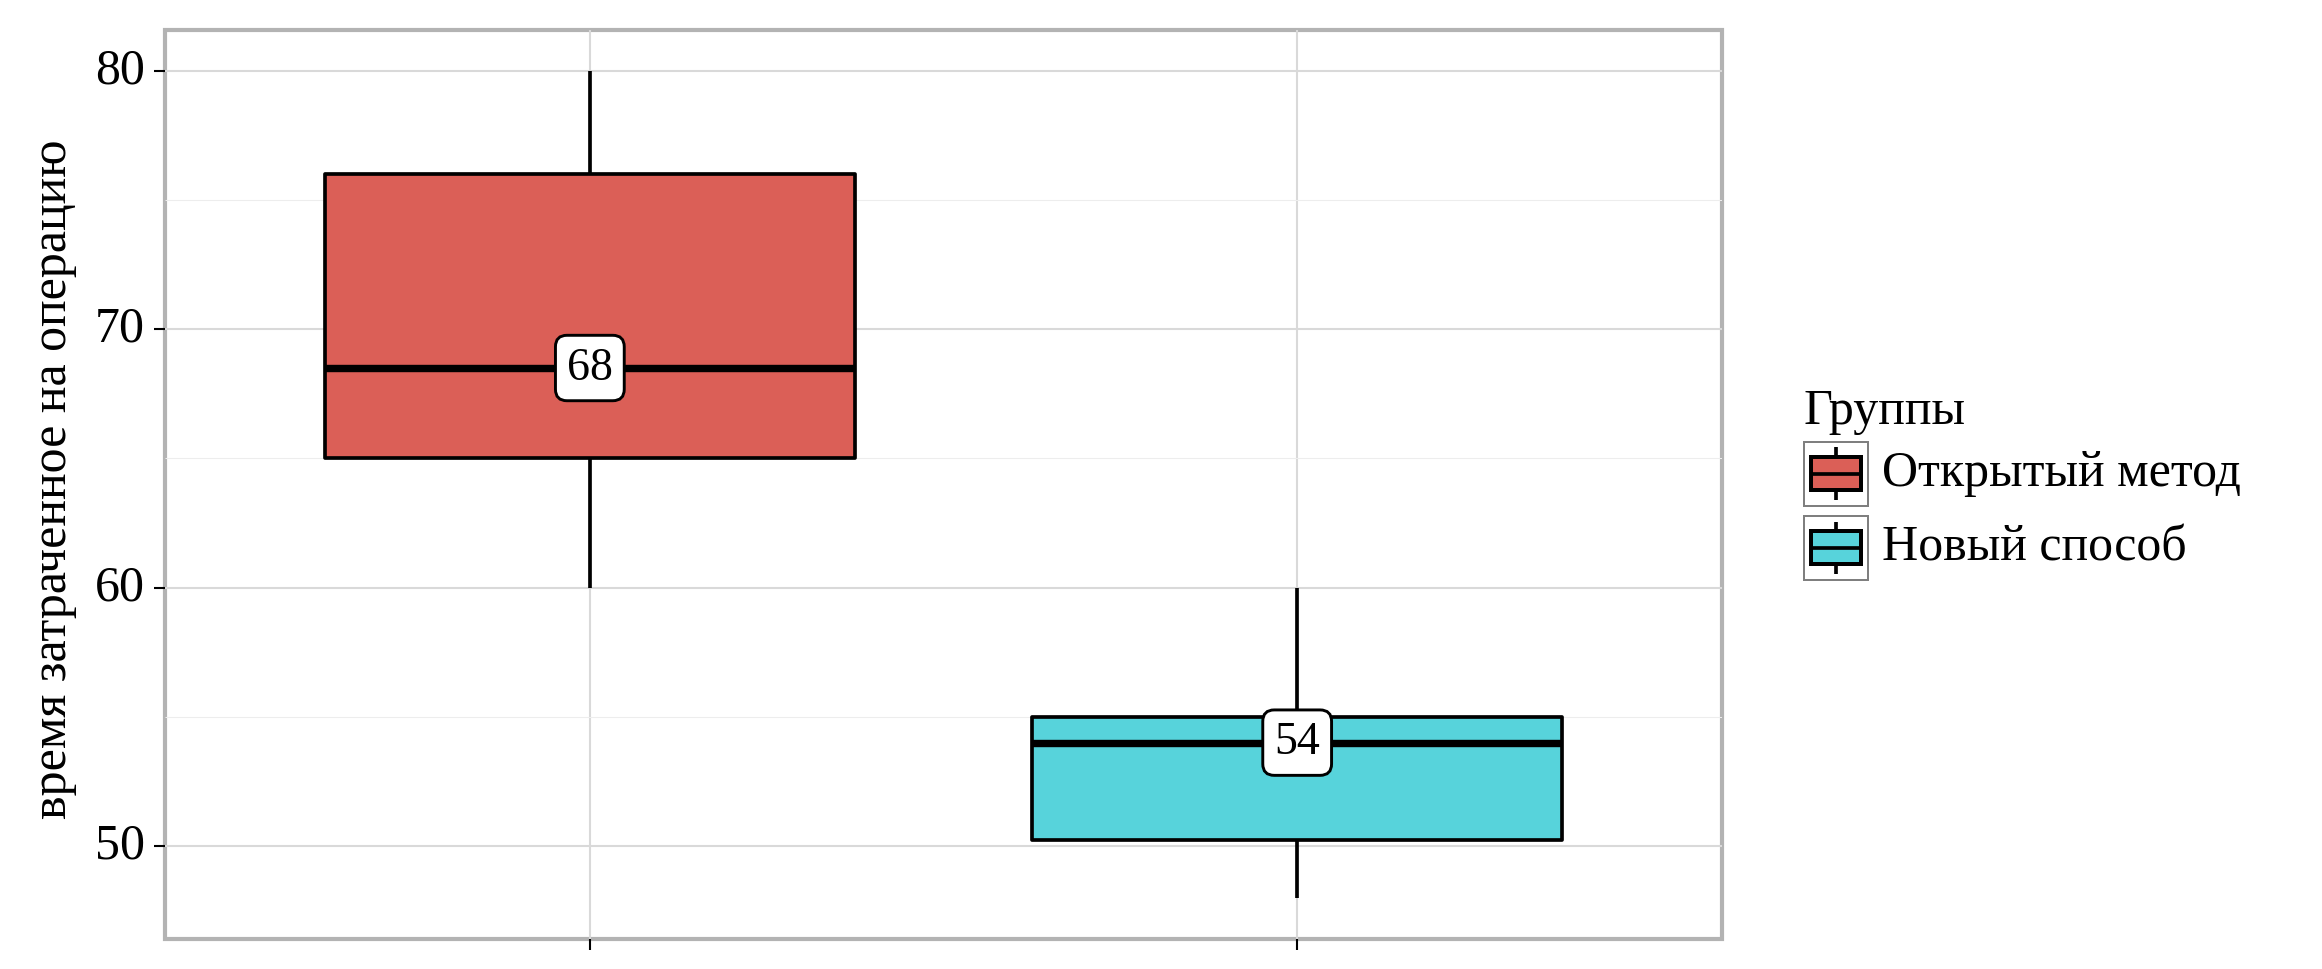 время затраченное на операцию
80
70
60
50
68
54
Группы
Открытый метод
Новый способ